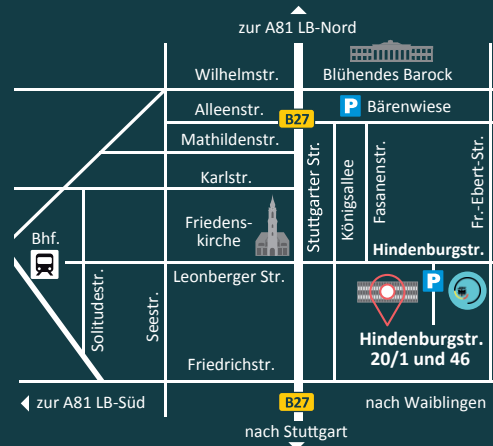 zur A81 LB-Nord
Wilhelmstr.
Blühendes Barock
Alleenstr.
P Bärenwiese
B27
Mathildenstr.
Karlstr.
Stuttgarter Str.
Königsallee
Fasanenstr.
Fr.-Ebert-Str.
Friedens-
kirche
Bhf.
Hindenburgstr.
Leonberger Str.
P
Solitudestr.
Seestr.
Hindenburgstr.
20/1 und 46
Friedrichstr.
zur A81 LB-Süd
B27
nach Waiblingen
nach Stuttgart